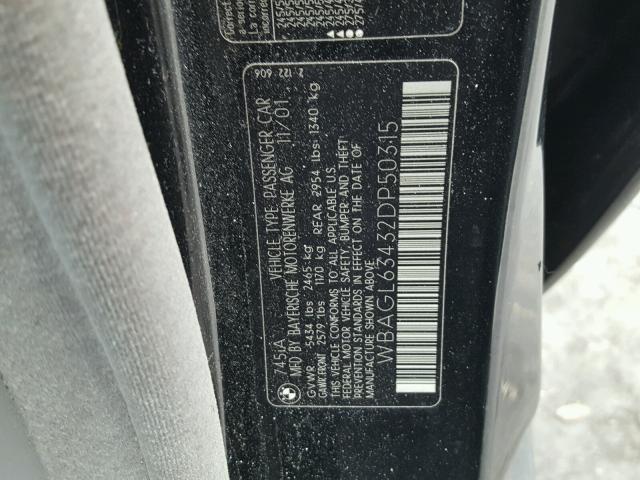 7 122 606
745iA VEHICLE TYPE: PASSENGER CAR
MFD BY BAYERISCHE MOTORENWERKE AG 11/01
GVWR 5434 lbs 2465 kg
GAWR:FRONT 2579 lbs 1170 kg REAR 2954 lbs: 1340 kg
THIS VEHICLE CONFORMS TO ALL APPLICABLE U.S.
FEDERAL MOTOR VEHICLE SAFETY, BUMPER AND THEFT
PREVENTION STANDARDS IN EFFECT ON THE DATE
OF MANUFACTURE SHOWN ABOVE.
WBAGL63432DP50315